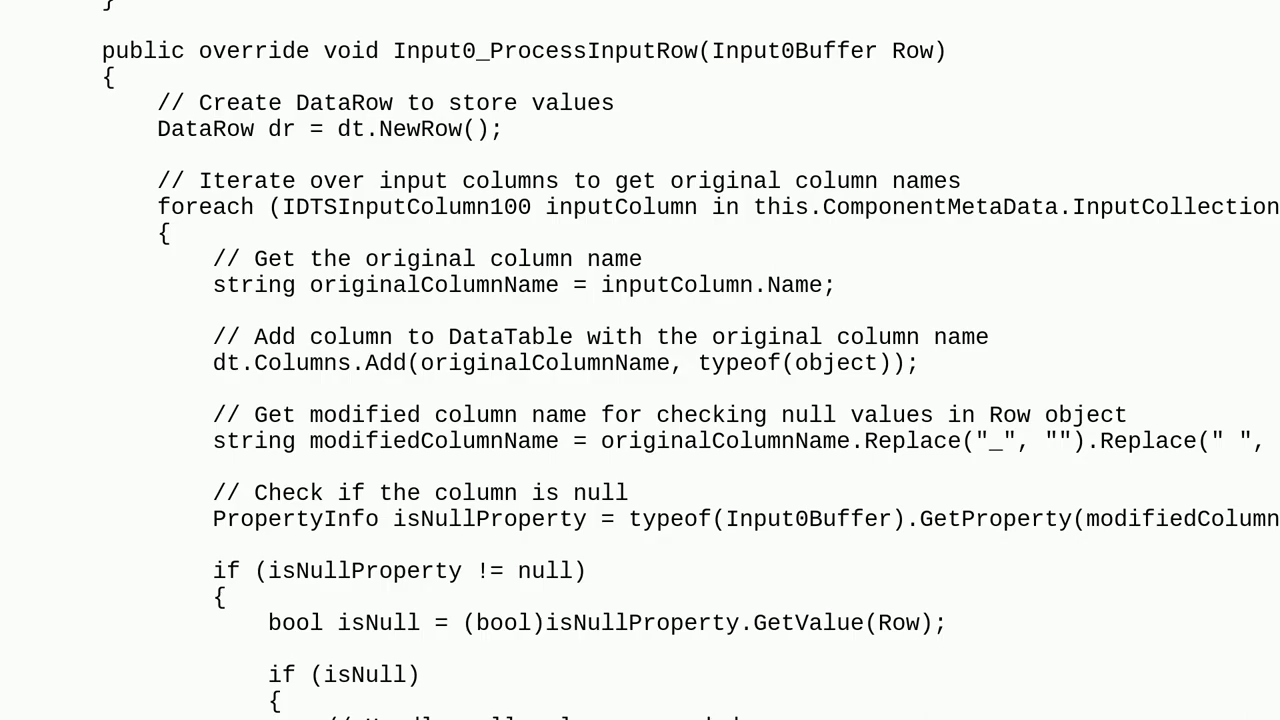 }
public override void Input0_ProcessInputRow(Input0Buffer Row)
{
// Create DataRow to store values
DataRow dr = dt.NewRow();
// Iterate over input columns to get original column names
foreach (IDTSInputColumn100 inputColumn in this.ComponentMetaData.InputCollection
{
// Get the original column name
string originalColumnName = inputColumn.Name;
// Add column to DataTable with the original column name
dt.Columns.Add(originalColumnName, typeof(object));
// Get modified column name for checking null values in Row object
string modifiedColumnName = originalColumnName.Replace("_", "").Replace(" ",
// Check if the column is null
PropertyInfo isNullProperty = typeof(Input0Buffer).GetProperty(modifiedColumn
if (isNullProperty != null)
{
bool isNull = (bool)isNullProperty.GetValue(Row);
if (isNull)
{